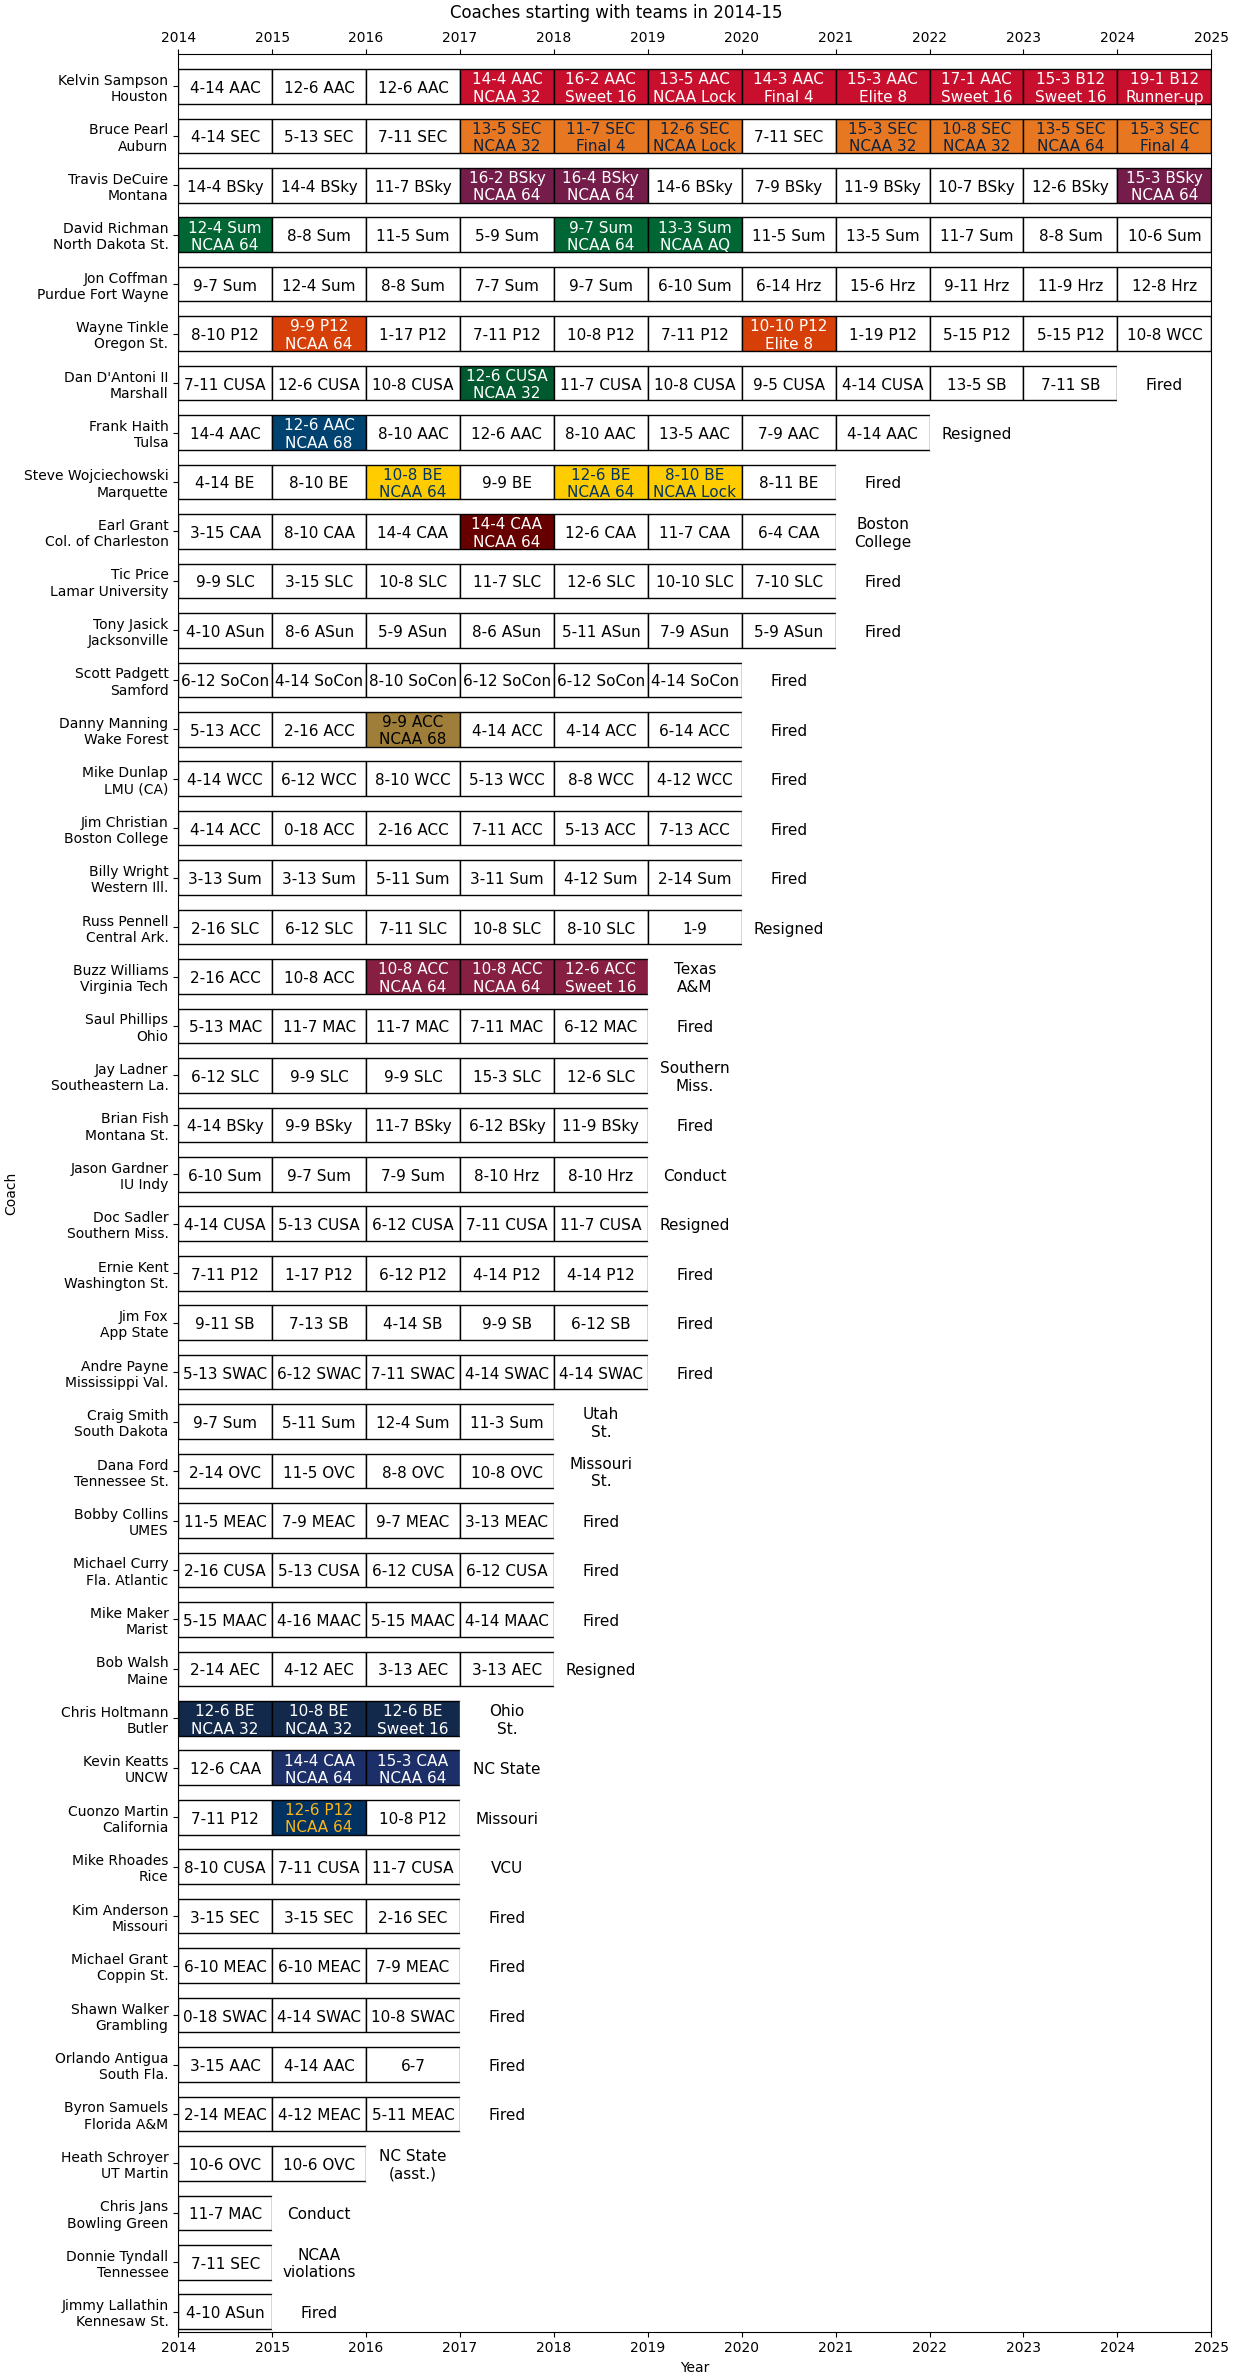 Coaches starting with teams in 2014-15
2014 2015 2016 2017 2018 2019 2020 2021 2022 2023 2024 2025
Kelvin Sampson 14-4 AAC 16-2 AAC 13-5 AAC 14-3 AAC 15-3 AAC 17-1 AAC 15-3 B12 19-1 B12
4-14 AAC 12-6 AAC 12-6 AAC
Houston NCAA 32 Sweet 16 NCAA Lock Final 4 Elite 8 Sweet 16 Sweet 16 Runner-up
Bruce Pearl 13-5 SEC 11-7 SEC 12-6 SEC 15-3 SEC 10-8 SEC 13-5 SEC 15-3 SEC
4-14 SEC 5-13 SEC 7-11 SEC 7-11 SEC
Auburn NCAA 32 Final 4 NCAA Lock NCAA 32 NCAA 32 NCAA 64 Final 4
Travis DeCuire 16-2 BSky 16-4 BSky 15-3 BSky
14-4 BSky 14-4 BSky 11-7 BSky 14-6 BSky 7-9 BSky 11-9 BSky 10-7 BSky 12-6 BSky
Montana NCAA 64 NCAA 64 NCAA 64
David Richman 12-4 Sum 9-7 Sum 13-3 Sum
8-8 Sum 11-5 Sum 5-9 Sum 11-5 Sum 13-5 Sum 11-7 Sum 8-8 Sum 10-6 Sum
North Dakota St. NCAA 64 NCAA 64 NCAA AQ
Jon Coffman
9-7 Sum 12-4 Sum 8-8 Sum 7-7 Sum 9-7 Sum 6-10 Sum 6-14 Hrz 15-6 Hrz 9-11 Hrz 11-9 Hrz 12-8 Hrz
Purdue Fort Wayne
Wayne Tinkle 9-9 P12 10-10 P12
8-10 P12 1-17 P12 7-11 P12 10-8 P12 7-11 P12 1-19 P12 5-15 P12 5-15 P12 10-8 WCC
Oregon St. NCAA 64 Elite 8
Dan D'Antoni II 12-6 CUSA
7-11 CUSA 12-6 CUSA 10-8 CUSA 11-7 CUSA 10-8 CUSA 9-5 CUSA 4-14 CUSA 13-5 SB 7-11 SB Fired
Marshall NCAA 32
Frank Haith 12-6 AAC
14-4 AAC 8-10 AAC 12-6 AAC 8-10 AAC 13-5 AAC 7-9 AAC 4-14 AAC Resigned
Tulsa NCAA 68
Steve Wojciechowski 10-8 BE 12-6 BE 8-10 BE
4-14 BE 8-10 BE 9-9 BE 8-11 BE Fired
Marquette NCAA 64 NCAA 64 NCAA Lock
Earl Grant 14-4 CAA Boston
3-15 CAA 8-10 CAA 14-4 CAA 12-6 CAA 11-7 CAA 6-4 CAA
Col. of Charleston NCAA 64 College
Tic Price
9-9 SLC 3-15 SLC 10-8 SLC 11-7 SLC 12-6 SLC 10-10 SLC 7-10 SLC Fired
Lamar University
Tony Jasick
4-10 ASun 8-6 ASun 5-9 ASun 8-6 ASun 5-11 ASun 7-9 ASun 5-9 ASun Fired
Jacksonville
Scott Padgett
6-12 SoCon 4-14 SoCon 8-10 SoCon 6-12 SoCon 6-12 SoCon 4-14 SoCon Fired
Samford
Danny Manning 9-9 ACC
5-13 ACC 2-16 ACC 4-14 ACC 4-14 ACC 6-14 ACC Fired
Wake Forest NCAA 68
Mike Dunlap
4-14 WCC 6-12 WCC 8-10 WCC 5-13 WCC 8-8 WCC 4-12 WCC Fired
LMU (CA)
Jim Christian
4-14 ACC 0-18 ACC 2-16 ACC 7-11 ACC 5-13 ACC 7-13 ACC Fired
Boston College
Billy Wright
3-13 Sum 3-13 Sum 5-11 Sum 3-11 Sum 4-12 Sum 2-14 Sum Fired
Western Ill.
Russ Pennell
2-16 SLC 6-12 SLC 7-11 SLC 10-8 SLC 8-10 SLC 1-9 Resigned
Central Ark.
Buzz Williams 10-8 ACC 10-8 ACC 12-6 ACC Texas
2-16 ACC 10-8 ACC
Virginia Tech NCAA 64 NCAA 64 Sweet 16 A&M
Saul Phillips
5-13 MAC 11-7 MAC 11-7 MAC 7-11 MAC 6-12 MAC Fired
Ohio
Jay Ladner Southern
6-12 SLC 9-9 SLC 9-9 SLC 15-3 SLC 12-6 SLC
Southeastern La. Miss.
Brian Fish
4-14 BSky 9-9 BSky 11-7 BSky 6-12 BSky 11-9 BSky Fired
Montana St.
Jason Gardner
6-10 Sum 9-7 Sum 7-9 Sum 8-10 Hrz 8-10 Hrz Conduct
IU Indy
Doc Sadler
4-14 CUSA 5-13 CUSA 6-12 CUSA 7-11 CUSA 11-7 CUSA Resigned
Southern Miss.
Ernie Kent
7-11 P12 1-17 P12 6-12 P12 4-14 P12 4-14 P12 Fired
Washington St.
Jim Fox
9-11 SB 7-13 SB 4-14 SB 9-9 SB 6-12 SB Fired
App State
Andre Payne
5-13 SWAC 6-12 SWAC 7-11 SWAC 4-14 SWAC 4-14 SWAC Fired
Mississippi Val.
Craig Smith Utah
9-7 Sum 5-11 Sum 12-4 Sum 11-3 Sum
South Dakota St.
Dana Ford Missouri
2-14 OVC 11-5 OVC 8-8 OVC 10-8 OVC
Tennessee St. St.
Bobby Collins
11-5 MEAC 7-9 MEAC 9-7 MEAC 3-13 MEAC Fired
UMES
Michael Curry
2-16 CUSA 5-13 CUSA 6-12 CUSA 6-12 CUSA Fired
Fla. Atlantic
Mike Maker
5-15 MAAC 4-16 MAAC 5-15 MAAC 4-14 MAAC Fired
Marist
Bob Walsh
2-14 AEC 4-12 AEC 3-13 AEC 3-13 AEC Resigned
Maine
Chris Holtmann 12-6 BE 10-8 BE 12-6 BE Ohio
Butler NCAA 32 NCAA 32 Sweet 16 St.
Kevin Keatts 14-4 CAA 15-3 CAA
12-6 CAA NC State
UNCW NCAA 64 NCAA 64
Cuonzo Martin 12-6 P12
7-11 P12 10-8 P12 Missouri
California NCAA 64
Mike Rhoades
8-10 CUSA 7-11 CUSA 11-7 CUSA VCU
Rice
Kim Anderson
3-15 SEC 3-15 SEC 2-16 SEC Fired
Missouri
Michael Grant
6-10 MEAC 6-10 MEAC 7-9 MEAC Fired
Coppin St.
Shawn Walker
0-18 SWAC 4-14 SWAC 10-8 SWAC Fired
Grambling
Orlando Antigua
3-15 AAC 4-14 AAC 6-7 Fired
South Fla.
Byron Samuels
2-14 MEAC 4-12 MEAC 5-11 MEAC Fired
Florida A&M
Heath Schroyer NC State
10-6 OVC 10-6 OVC
UT Martin (asst.)
Chris Jans
11-7 MAC Conduct
Bowling Green
Donnie Tyndall NCAA
7-11 SEC
Tennessee violations
Jimmy Lallathin
4-10 ASun Fired
Kennesaw St.
2014 2015 2016 2017 2018 2019 2020 2021 2022 2023 2024 2025
Year
Coach